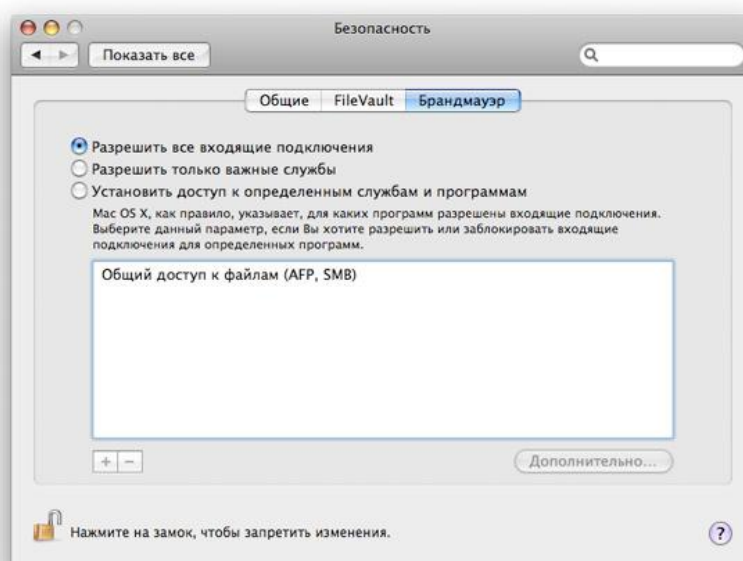 Безопасность
Показать все
Общие FileVault Брандмауэр
Разрешить все входящие подключения
Разрешить только важные службы
Установить доступ к определенным службам и программам
Mac OS X, как правило, указывает, для каких программ разрешены входящие подключения.
Выберите данный параметр, если Вы хотите разрешить или заблокировать входящие
подключения для определенных программ.
Общий доступ к файлам (AFP, SMB)
+ −
Дополнительно...
Нажмите на замок, чтобы запретить изменения.
?